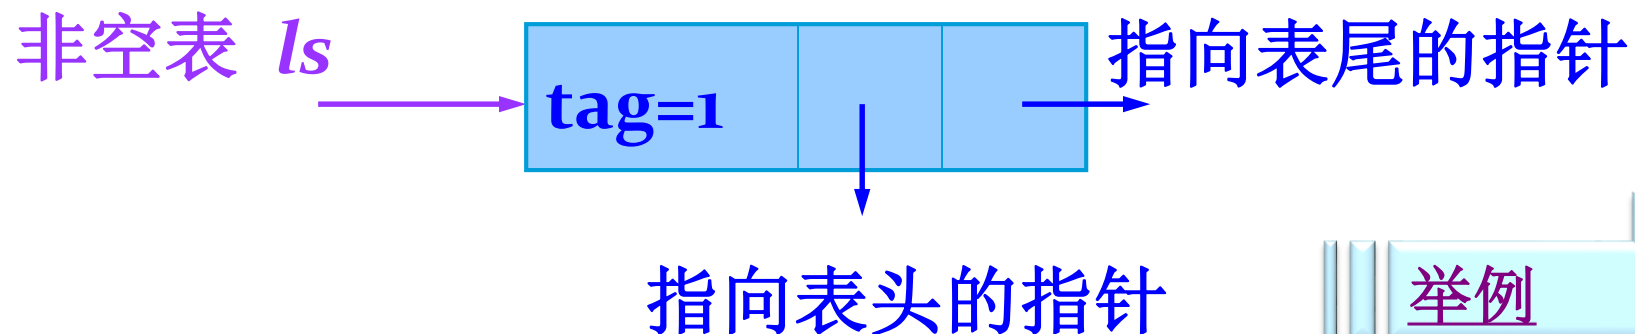 非空表 ls
指向表尾的指针
tag=1
指向表头的指针
举例